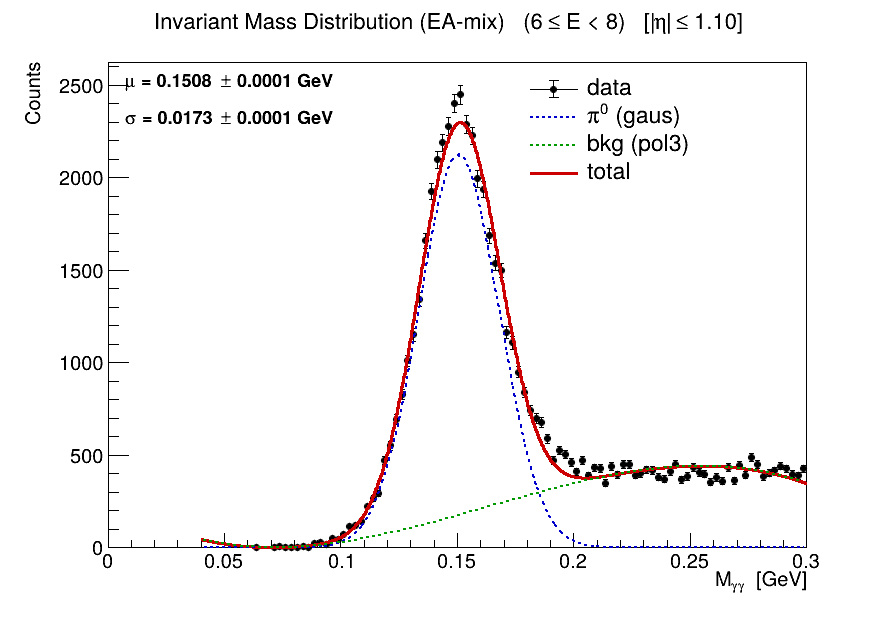 Invariant Mass Distribution (EA-mix) (6 ≤ E < 8) [|η| ≤ 1.10]
Counts
μ = 0.1508 ± 0.0001 GeV
σ = 0.0173 ± 0.0001 GeV
data
π⁰ (gaus)
bkg (pol3)
total
2500
2000
1500
1000
500
0
0 0.05 0.1 0.15 0.2 0.25 0.3
Mγγ [GeV]